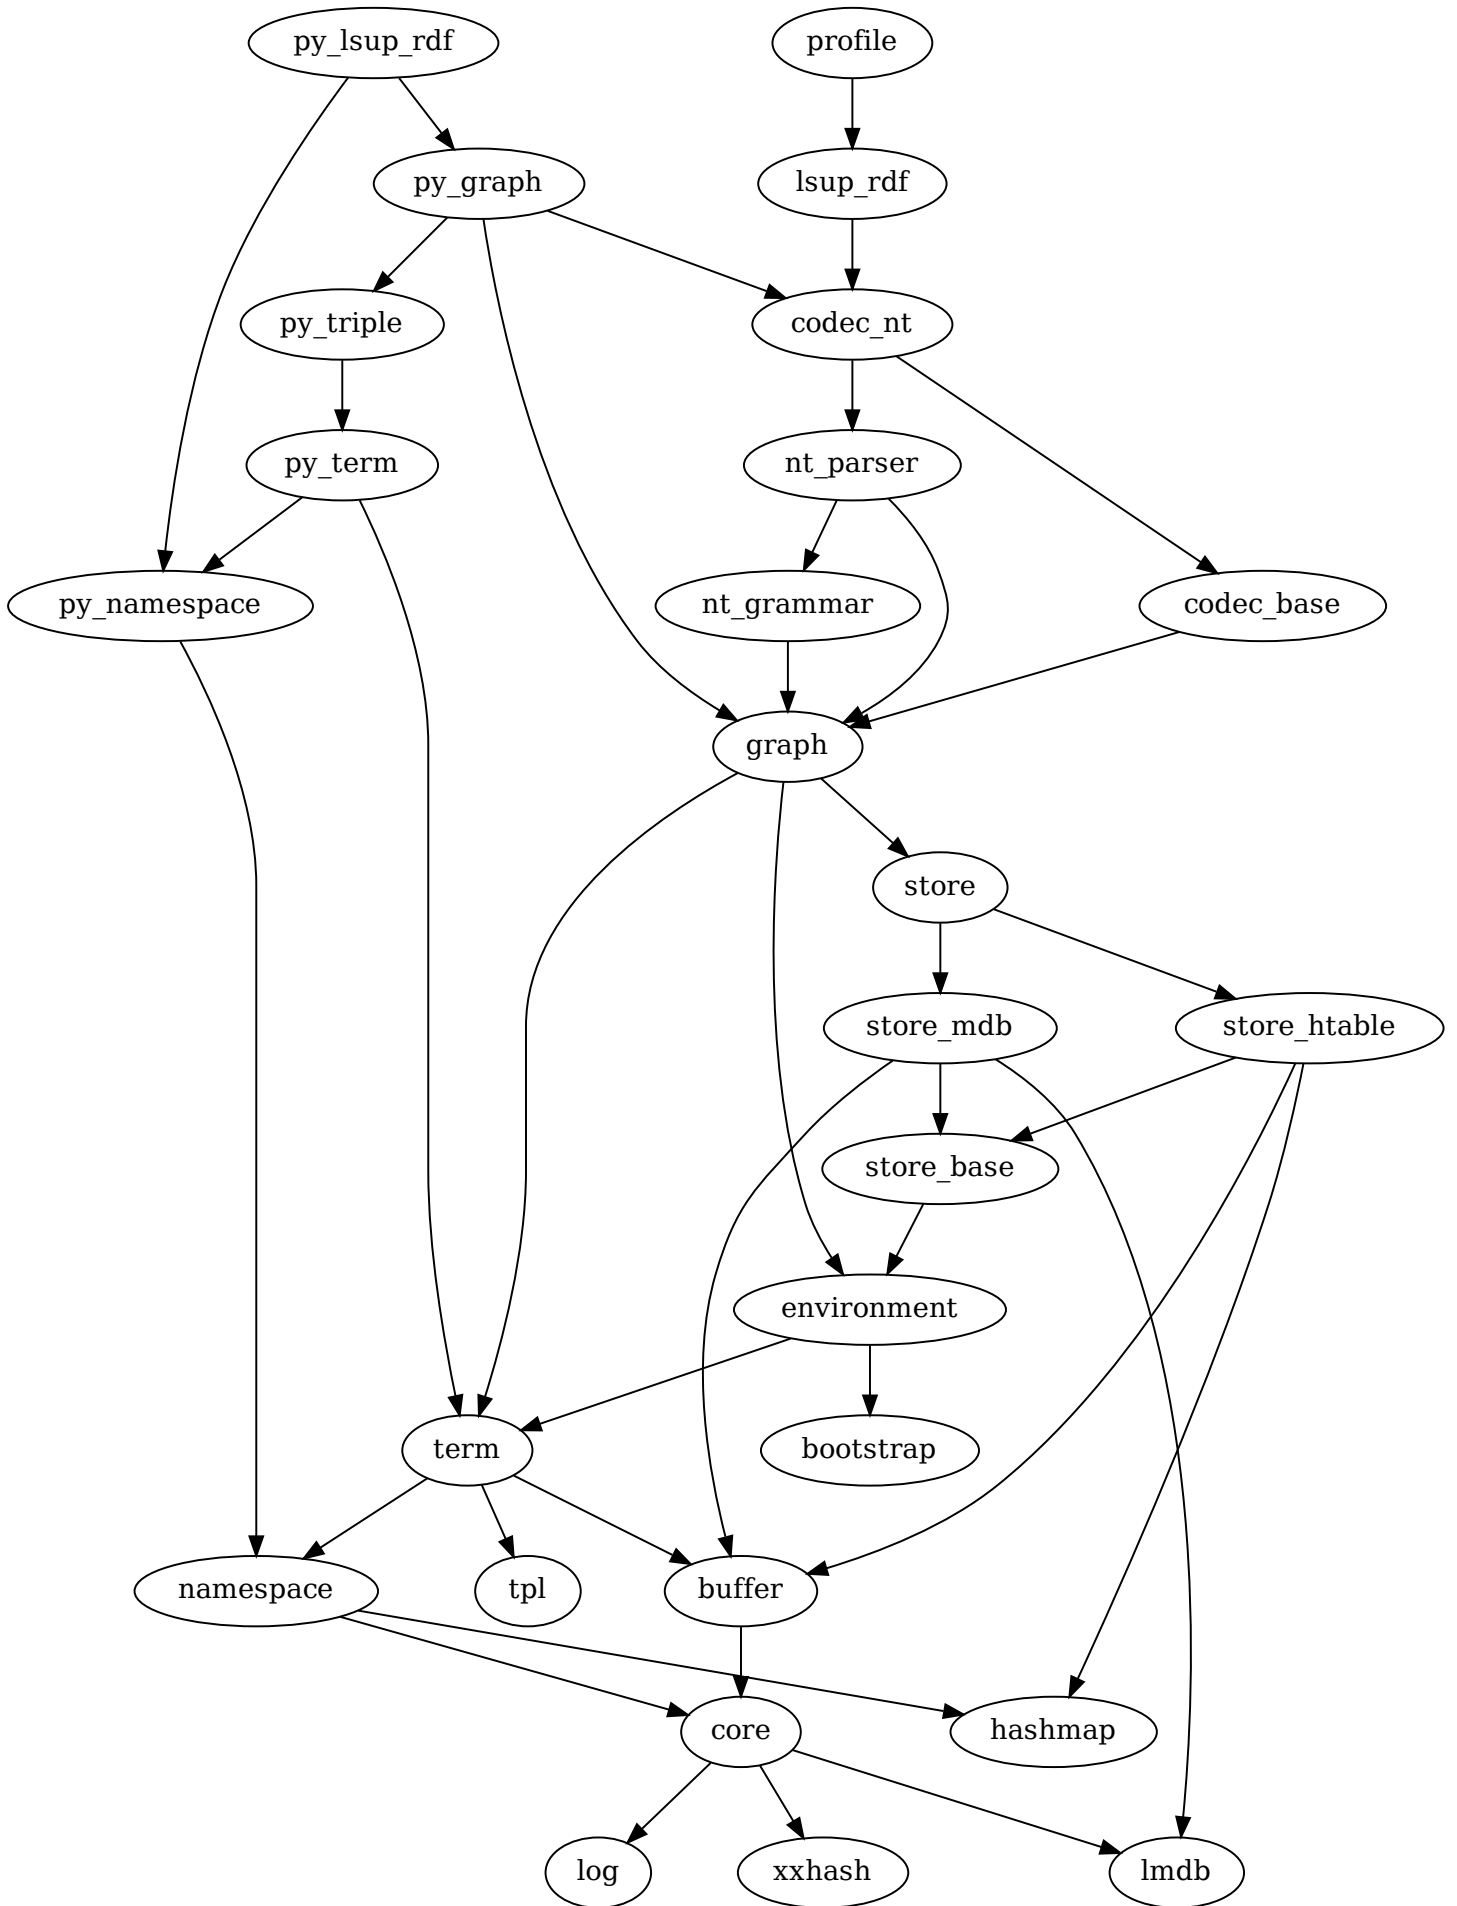 py_lsup_rdf
profile
py_graph
lsup_rdf
py_triple
codec_nt
py_term
nt_parser
py_namespace
nt_grammar
codec_base
graph
store
store_mdb
store_htable
store_base
environment
term
bootstrap
namespace
tpl
buffer
core
hashmap
log
xxhash
lmdb